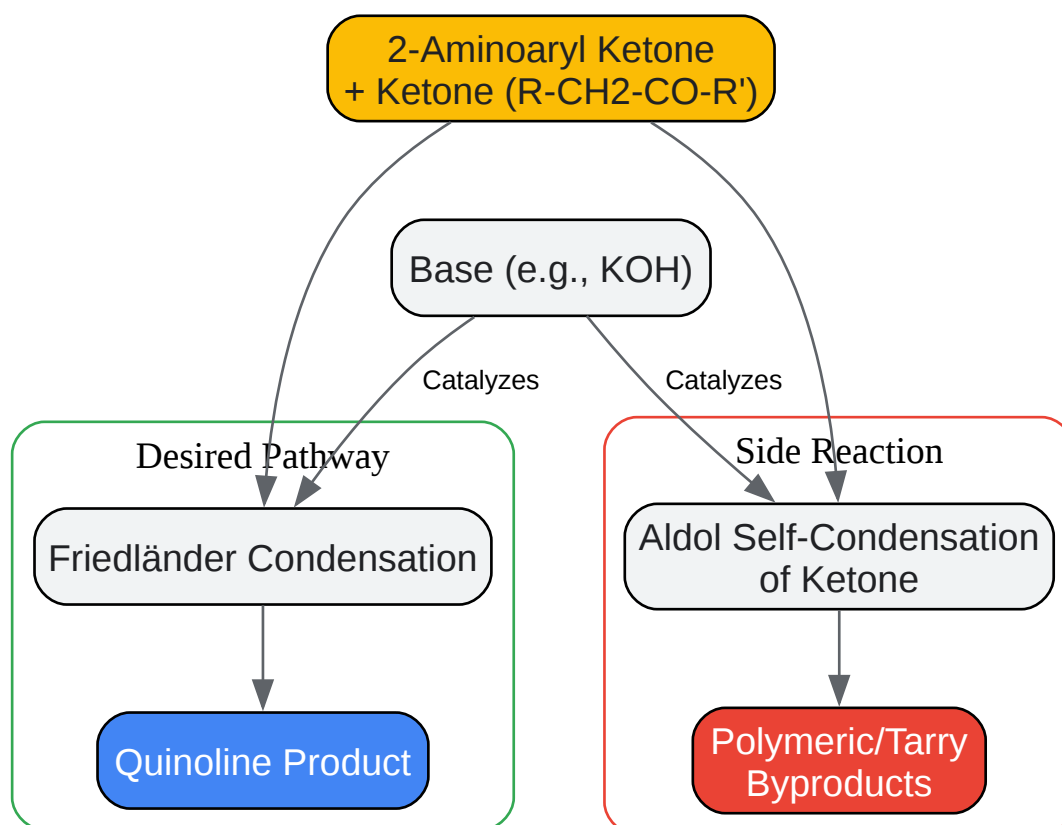 2-Aminoaryl Ketone
+ Ketone (R-CH2-CO-R')
Base (e.g., KOH)
Catalyzes
Catalyzes
Desired Pathway
Side Reaction
Friedländer Condensation
Aldol Self-Condensation
of Ketone
Quinoline Product
Polymeric/Tarry
Byproducts